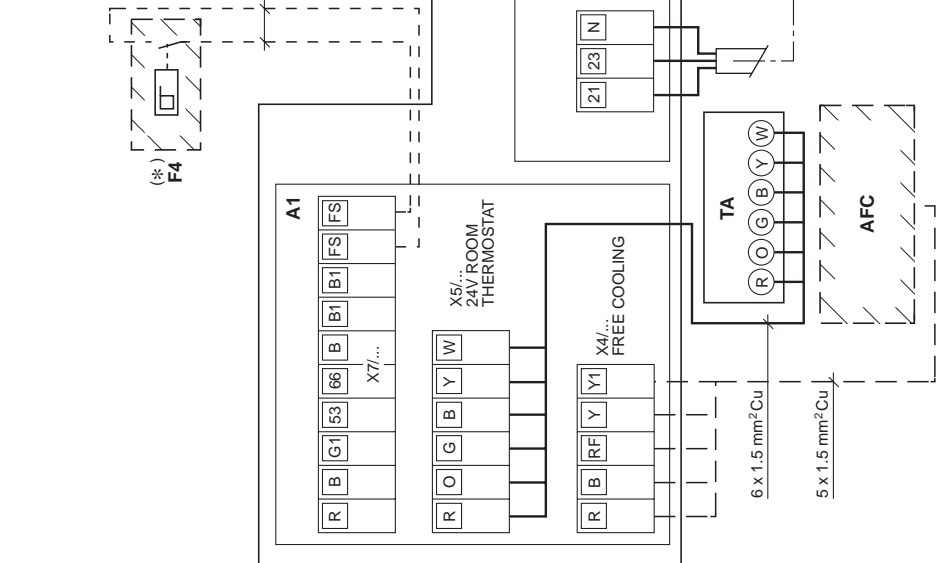 (*)
F4
A1
FS
FS
B1
B1
B
66
53
G1
B
R
X7/...
X5/...
24V ROOM
THERMOSTAT
W
Y
B
G
O
R
X4/...
FREE COOLING
Y1
Y
RF
B
R
N
23
21
TA
W
Y
B
G
O
R
AFC
6 x 1.5 mm²Cu
5 x 1.5 mm²Cu